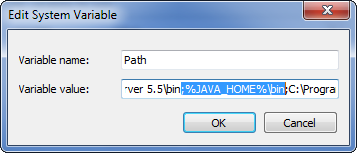 Edit System Variable
Variable name: Path
Variable value: rver 5.5\bin;%JAVA_HOME%\bin;C:\Progra
OK Cancel